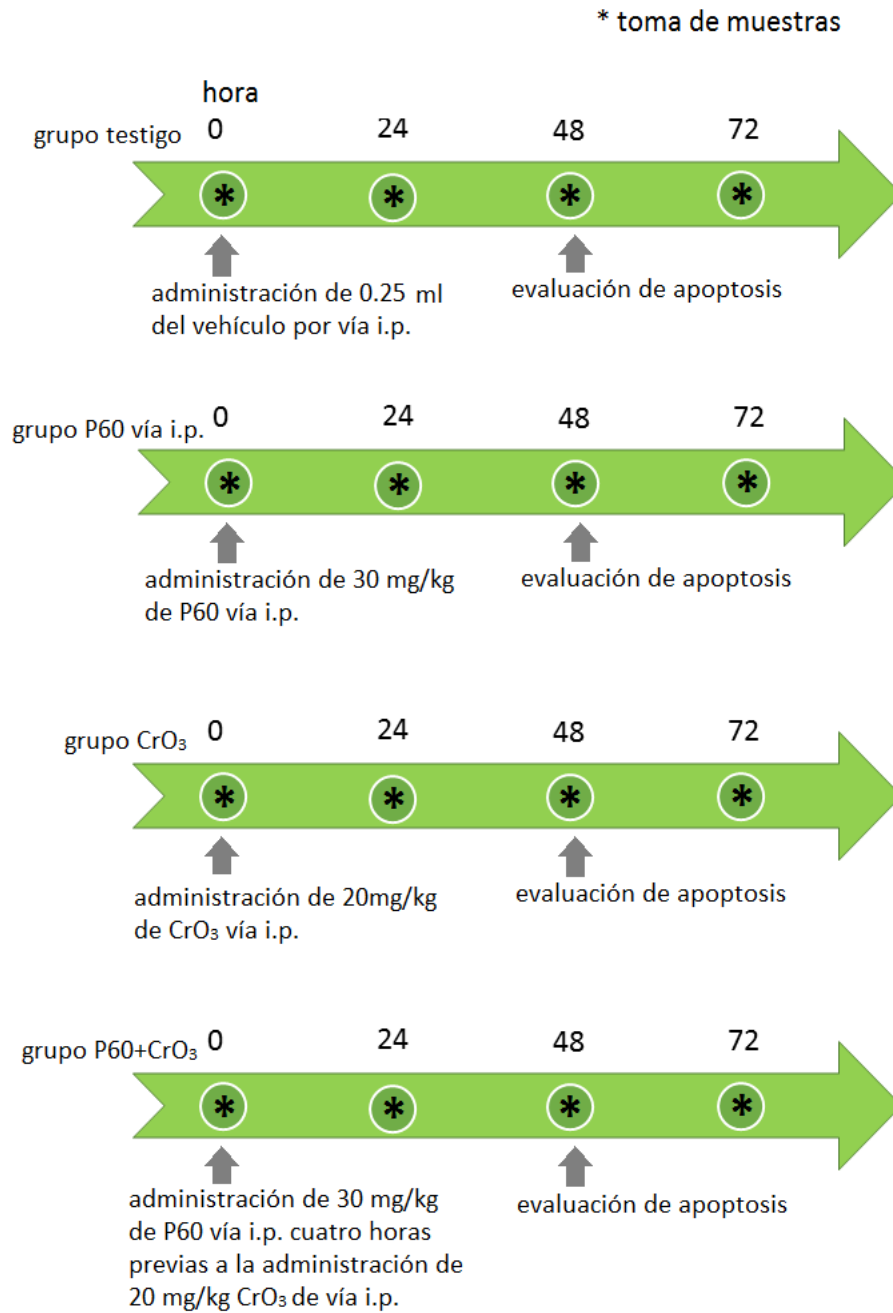 * toma de muestras
hora
grupo testigo 0 24 48 72
* * * *
administración de 0.25 ml
del vehículo por vía i.p.
evaluación de apoptosis
grupo P60 vía i.p. 0 24 48 72
* * * *
administración de 30 mg/kg
de P60 vía i.p.
evaluación de apoptosis
grupo CrO₃ 0 24 48 72
* * * *
administración de 20mg/kg
de CrO₃ vía i.p.
evaluación de apoptosis
grupo P60+CrO₃ 0 24 48 72
* * * *
administración de 30 mg/kg
de P60 vía i.p. cuatro horas
previas a la administración de
20 mg/kg CrO₃ de vía i.p.
evaluación de apoptosis